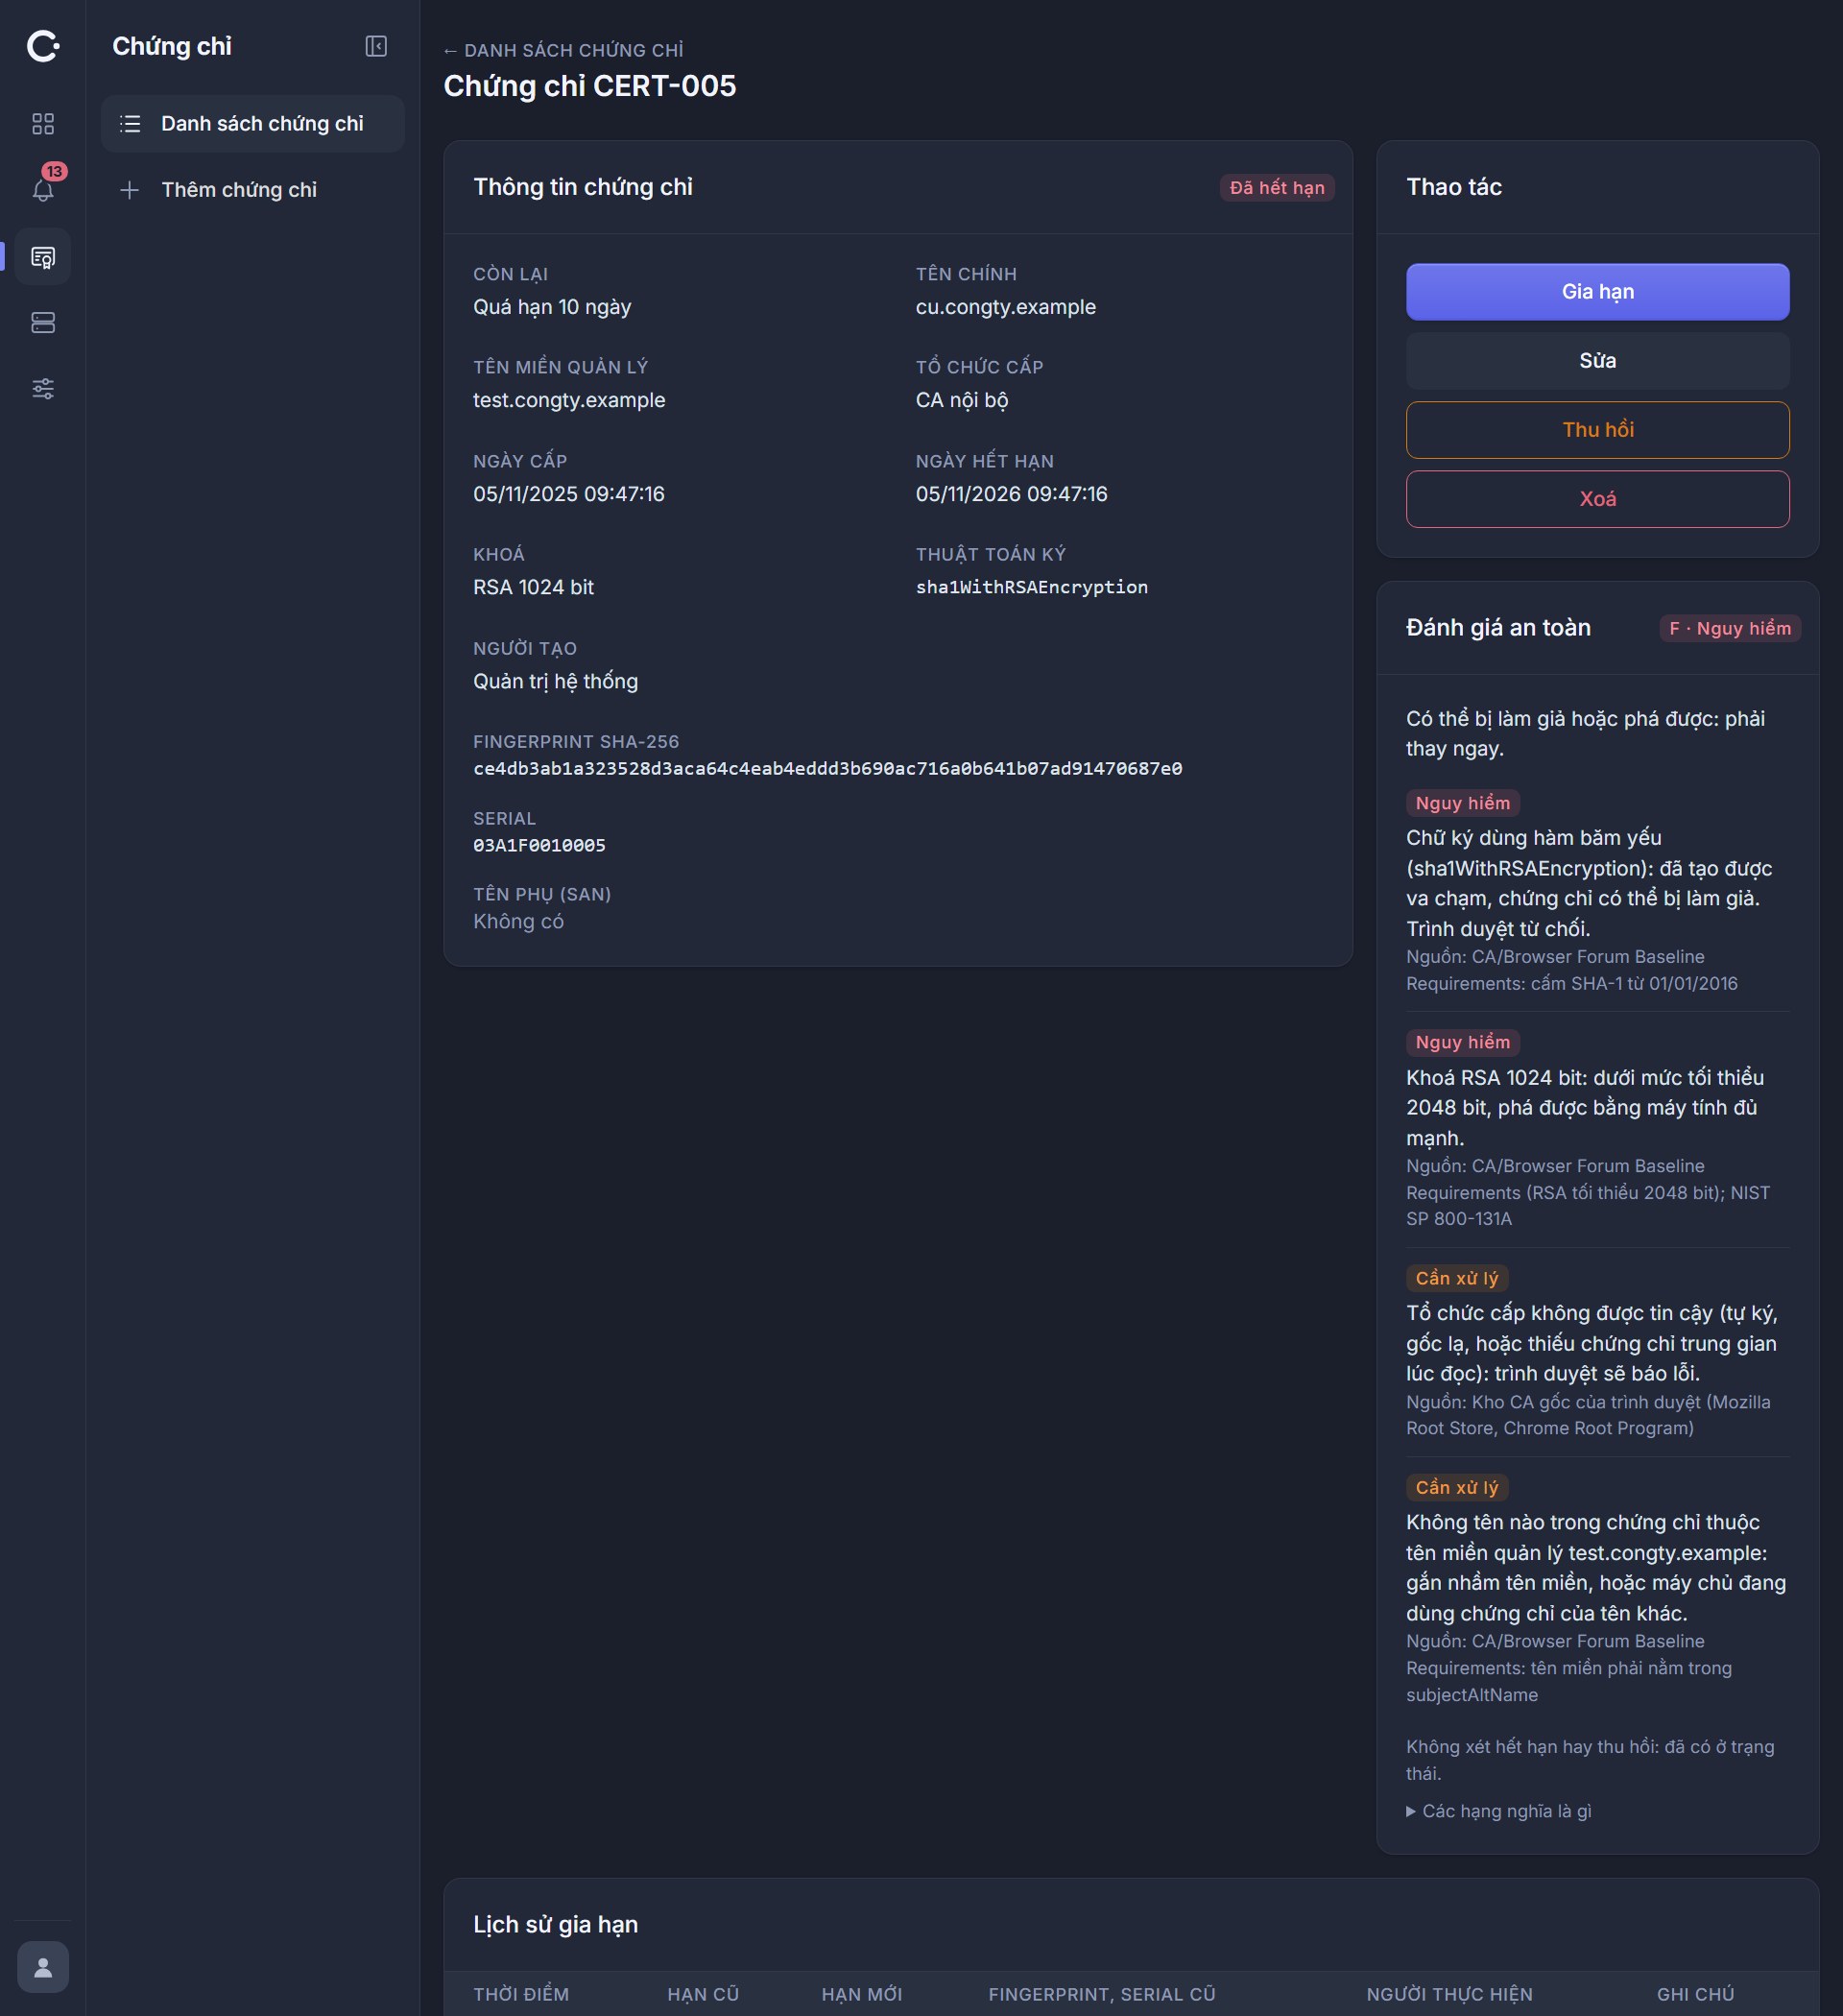 Chứng chỉ
13
Danh sách chứng chỉ
Thêm chứng chỉ
← DANH SÁCH CHỨNG CHỈ
Chứng chỉ CERT-005
Thông tin chứng chỉ
Đã hết hạn
CÒN LẠI
Quá hạn 10 ngày
TÊN CHÍNH
cu.congty.example
TÊN MIỀN QUẢN LÝ
test.congty.example
TỔ CHỨC CẤP
CA nội bộ
NGÀY CẤP
05/11/2025 09:47:16
NGÀY HẾT HẠN
05/11/2026 09:47:16
KHOÁ
RSA 1024 bit
THUẬT TOÁN KÝ
sha1WithRSAEncryption
NGƯỜI TẠO
Quản trị hệ thống
FINGERPRINT SHA-256
ce4db3ab1a323528d3aca64c4eab4eddd3b690ac716a0b641b07ad91470687e0
SERIAL
03A1F0010005
TÊN PHỤ (SAN)
Không có
Thao tác
Gia hạn
Sửa
Thu hồi
Xoá
Đánh giá an toàn
F · Nguy hiểm
Có thể bị làm giả hoặc phá được: phải
thay ngay.
Nguy hiểm
Chữ ký dùng hàm băm yếu
(sha1WithRSAEncryption): đã tạo được
va chạm, chứng chỉ có thể bị làm giả.
Trình duyệt từ chối.
Nguồn: CA/Browser Forum Baseline
Requirements: cấm SHA-1 từ 01/01/2016
Nguy hiểm
Khoá RSA 1024 bit: dưới mức tối thiểu
2048 bit, phá được bằng máy tính đủ
mạnh.
Nguồn: CA/Browser Forum Baseline
Requirements (RSA tối thiểu 2048 bit); NIST
SP 800-131A
Cần xử lý
Tổ chức cấp không được tin cậy (tự ký,
gốc lạ, hoặc thiếu chứng chỉ trung gian
lúc đọc): trình duyệt sẽ báo lỗi.
Nguồn: Kho CA gốc của trình duyệt (Mozilla
Root Store, Chrome Root Program)
Cần xử lý
Không tên nào trong chứng chỉ thuộc
tên miền quản lý test.congty.example:
gắn nhầm tên miền, hoặc máy chủ đang
dùng chứng chỉ của tên khác.
Nguồn: CA/Browser Forum Baseline
Requirements: tên miền phải nằm trong
subjectAltName
Không xét hết hạn hay thu hồi: đã có ở trạng
thái.
▶ Các hạng nghĩa là gì
Lịch sử gia hạn
THỜI ĐIỂM
HẠN CŨ
HẠN MỚI
FINGERPRINT, SERIAL CŨ
NGƯỜI THỰC HIỆN
GHI CHÚ